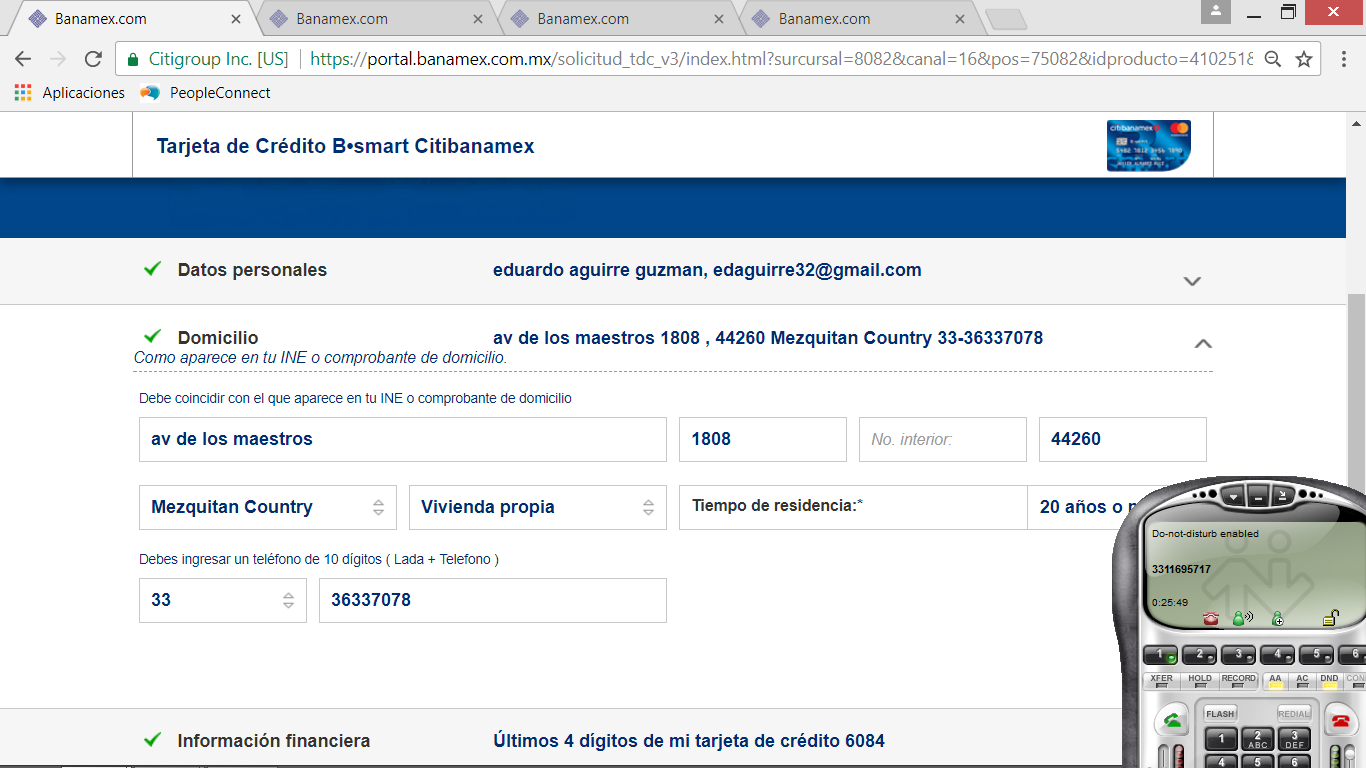 Banamex.com
Banamex.com
Banamex.com
Banamex.com
Citigroup Inc. [US]
https://portal.banamex.com.mx/solicitud_tdc_v3/index.html?surcursal=8082&canal=16&pos=75082&idproducto=410251&
Aplicaciones
PeopleConnect
Tarjeta de Crédito B•smart Citibanamex
citibanamex
Datos personales
eduardo aguirre guzman, edaguirre32@gmail.com
Domicilio
av de los maestros 1808 , 44260 Mezquitan Country 33-36337078
Como aparece en tu INE o comprobante de domicilio.
Debe coincidir con el que aparece en tu INE o comprobante de domicilio
av de los maestros
1808
No. interior:
44260
Mezquitan Country
Vivienda propia
Tiempo de residencia:*
20 años o
Debes ingresar un teléfono de 10 dígitos ( Lada + Telefono )
33
36337078
Información financiera
Últimos 4 dígitos de mi tarjeta de crédito 6084
Do-not-disturb enabled
3311695717
0:25:49
1 2 3 4 5 6
XFER HOLD RECORD AA AC DND CON
FLASH
REDIAL
1
2 ABC
3 DEF
4 5 6